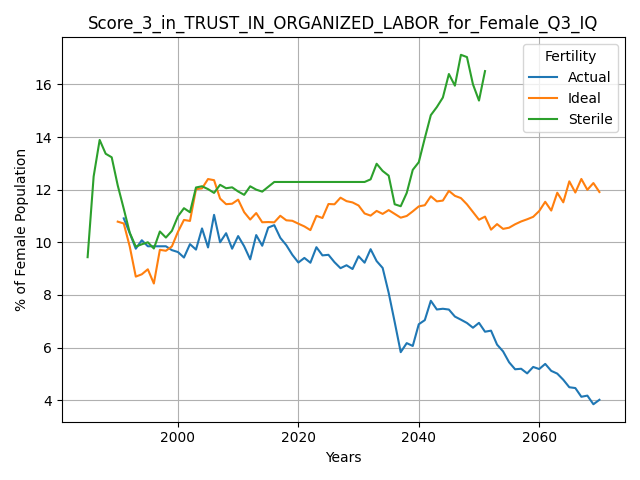 Score_3_in_TRUST_IN_ORGANIZED_LABOR_for_Female_Q3_IQ
Fertility
Actual
Ideal
Sterile
% of Female Population
16
14
12
10
8
6
4
2000
2020
2040
2060
Years